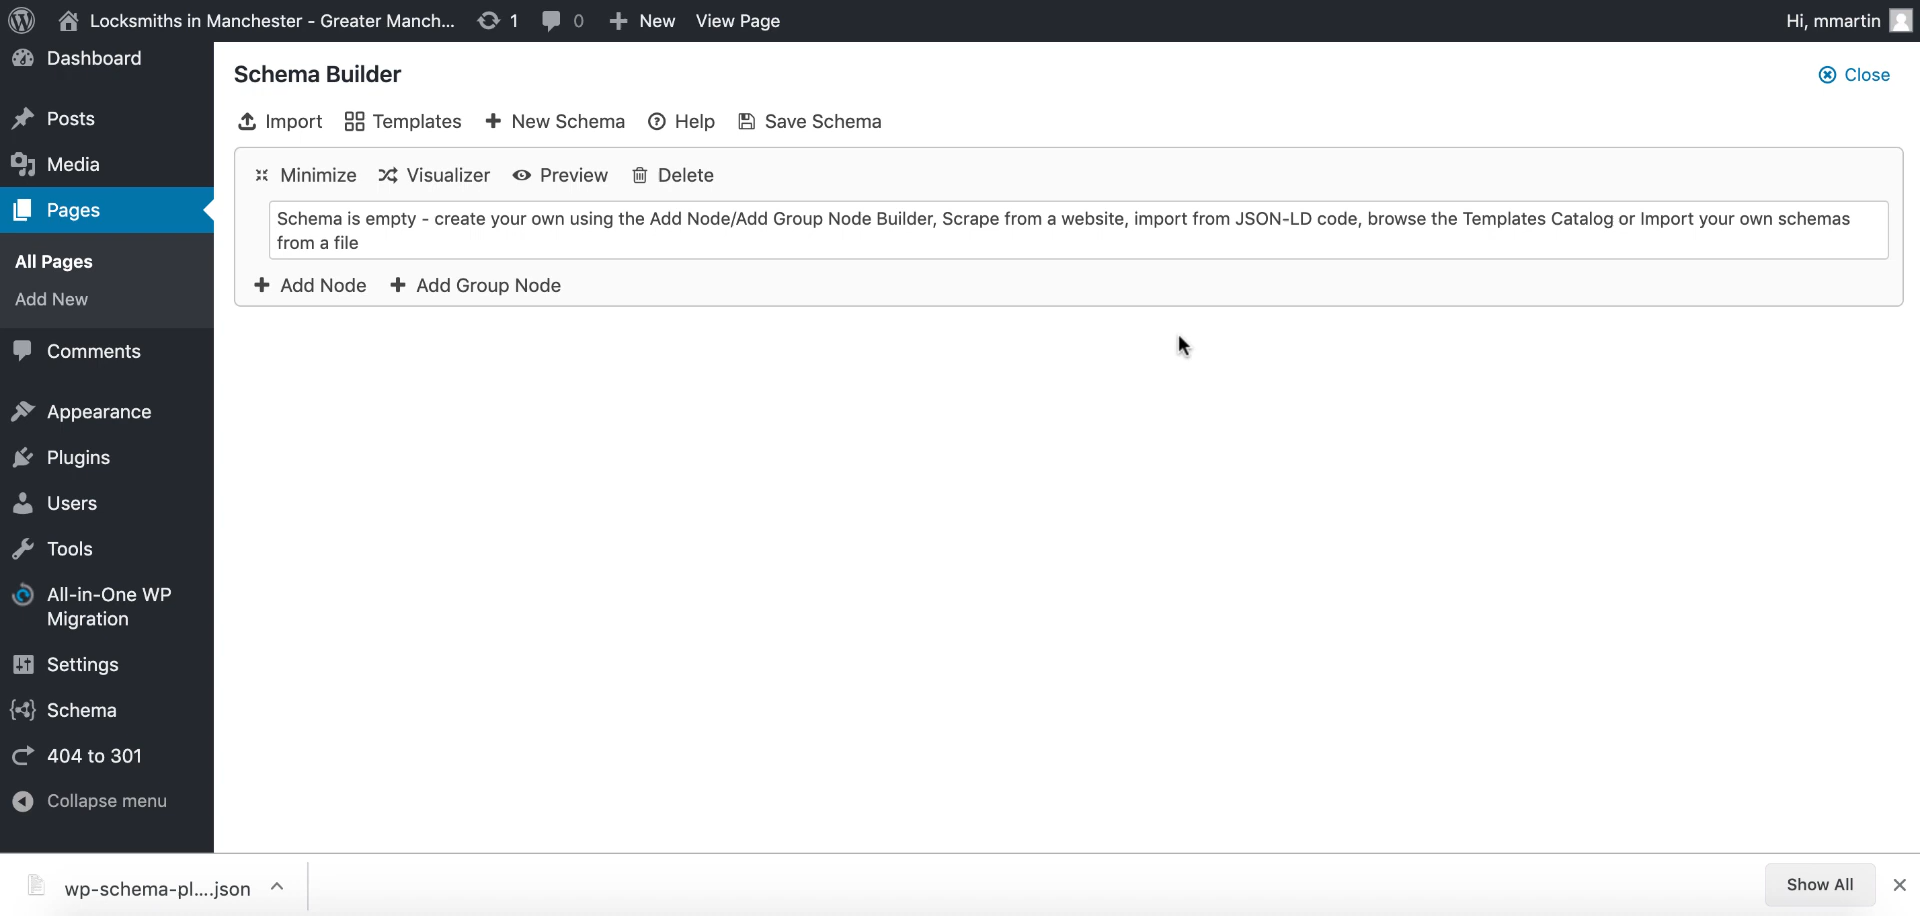 Locksmiths in Manchester - Greater Manch... 1 0 New View Page Hi, mmartin
Dashboard
Posts
Media
Pages
All Pages
Add New
Comments
Appearance
Plugins
Users
Tools
All-in-One WP
Migration
Settings
Schema
404 to 301
Collapse menu
Schema Builder
Close
Import Templates New Schema Help Save Schema
Minimize Visualizer Preview Delete
Schema is empty - create your own using the Add Node/Add Group Node Builder, Scrape from a website, import from JSON-LD code, browse the Templates Catalog or Import your own schemas
from a file
Add Node Add Group Node
wp-schema-pl....json
Show All